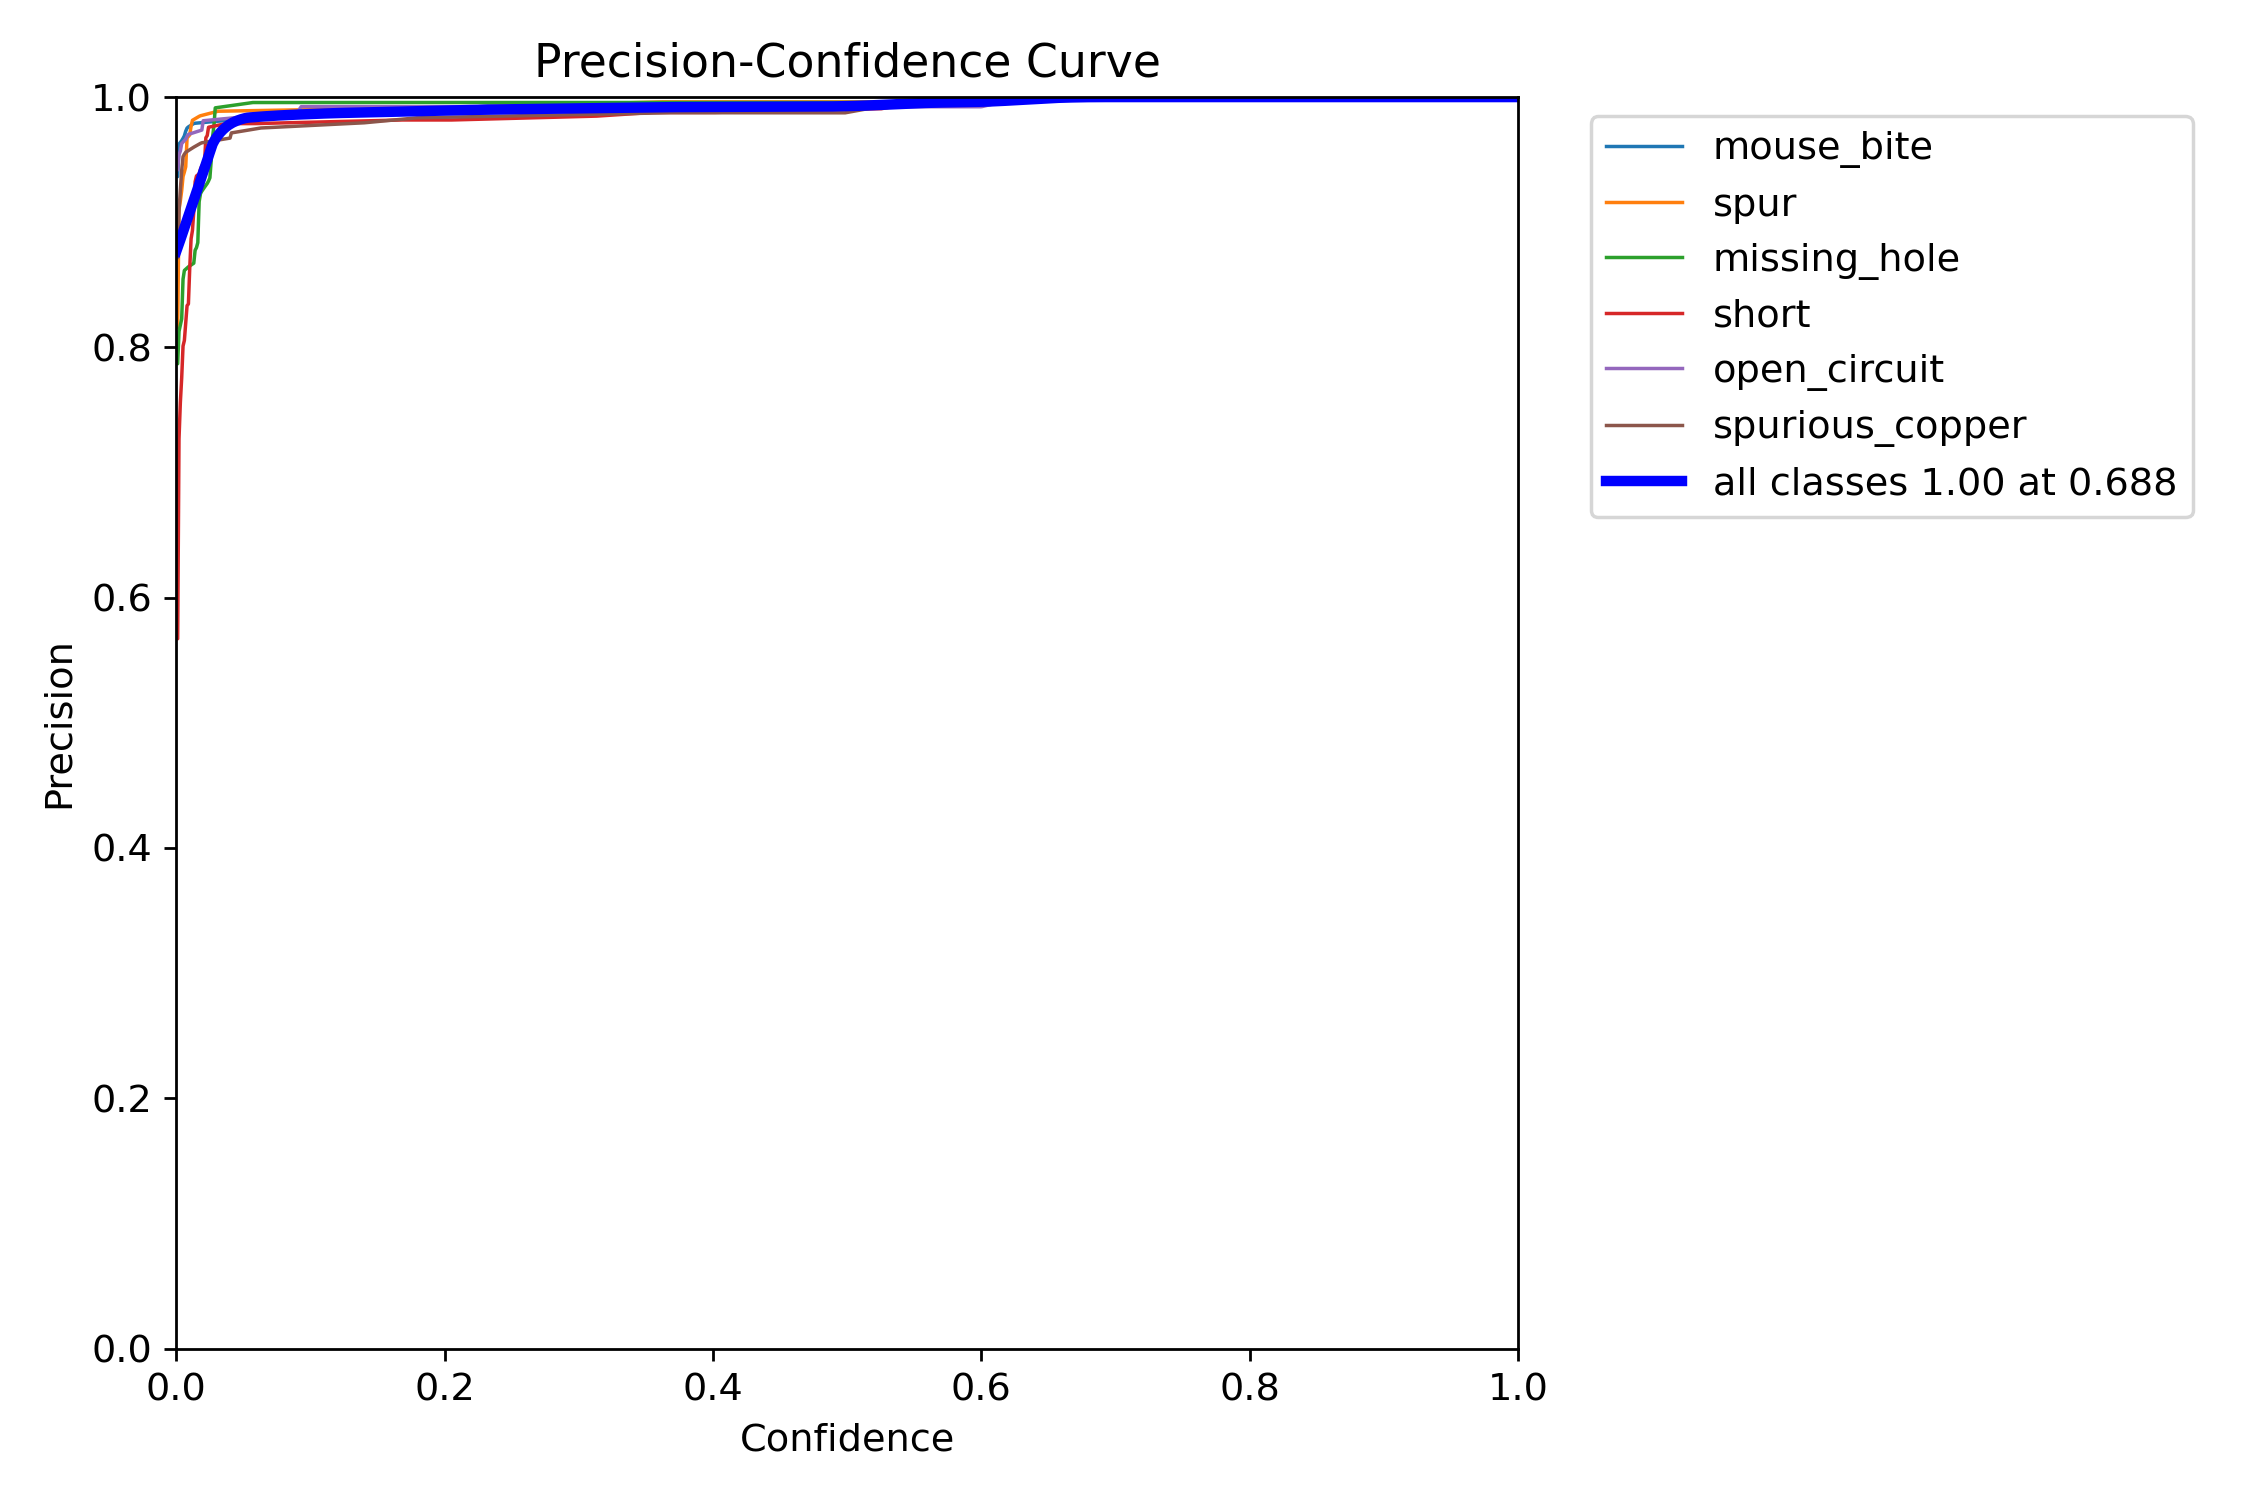 Precision-Confidence Curve
1.0
0.8
0.6
0.4
0.2
0.0
Precision
0.0 0.2 0.4 0.6 0.8 1.0
Confidence
mouse_bite
spur
missing_hole
short
open_circuit
spurious_copper
all classes 1.00 at 0.688